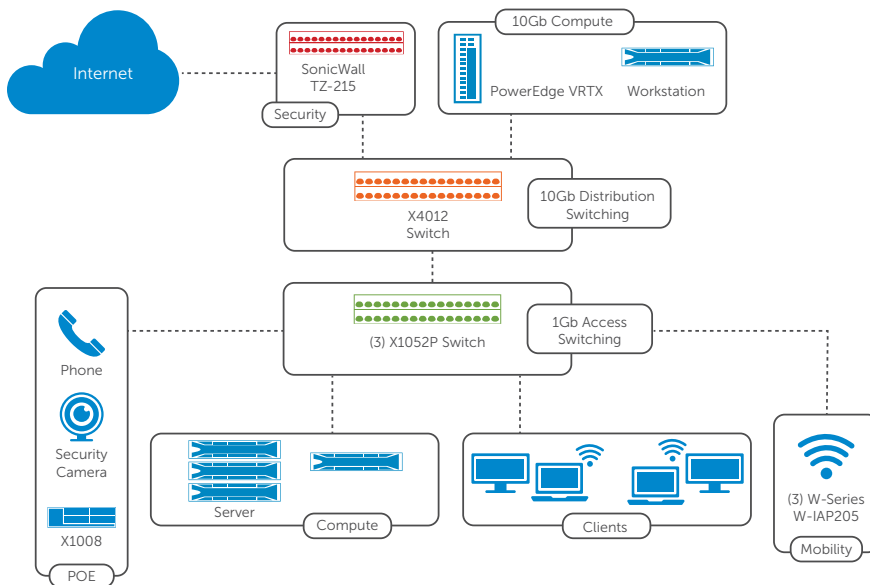 Internet
SonicWall
TZ-215
Security
10Gb Compute
PowerEdge VRTX
Workstation
X4012
Switch
10Gb Distribution
Switching
(3) X1052P Switch
1Gb Access
Switching
Phone
Security
Camera
X1008
POE
Server
Compute
Clients
(3) W-Series
W-IAP205
Mobility